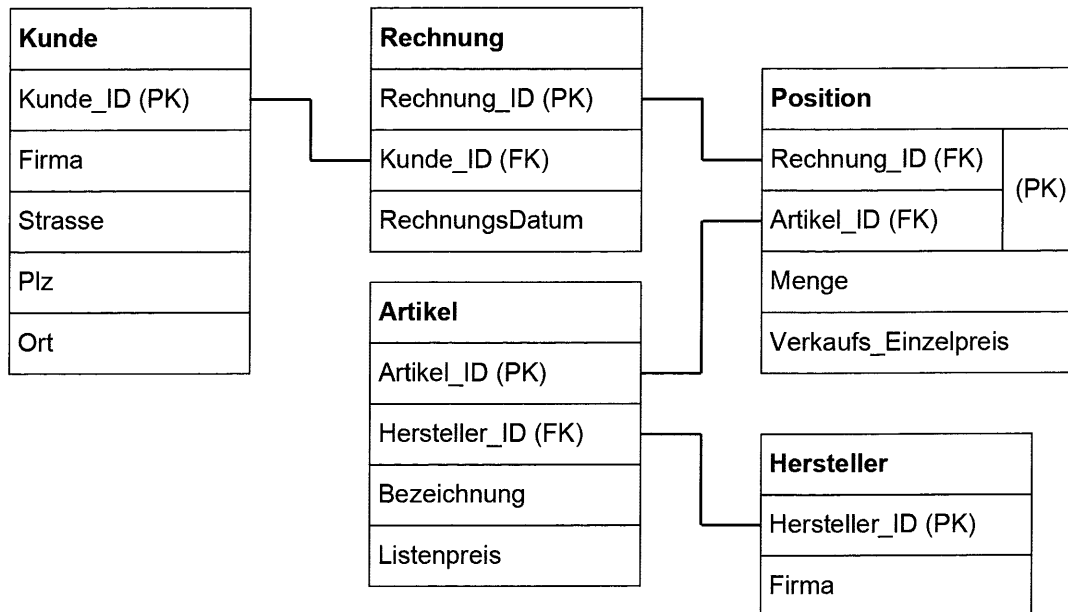 Kunde
Kunde_ID (PK)
Firma
Strasse
Plz
Ort
Rechnung
Rechnung_ID (PK)
Kunde_ID (FK)
RechnungsDatum
Artikel
Artikel_ID (PK)
Hersteller_ID (FK)
Bezeichnung
Listenpreis
Position
Rechnung_ID (FK)
(PK)
Artikel_ID (FK)
Menge
Verkaufs_Einzelpreis
Hersteller
Hersteller_ID (PK)
Firma